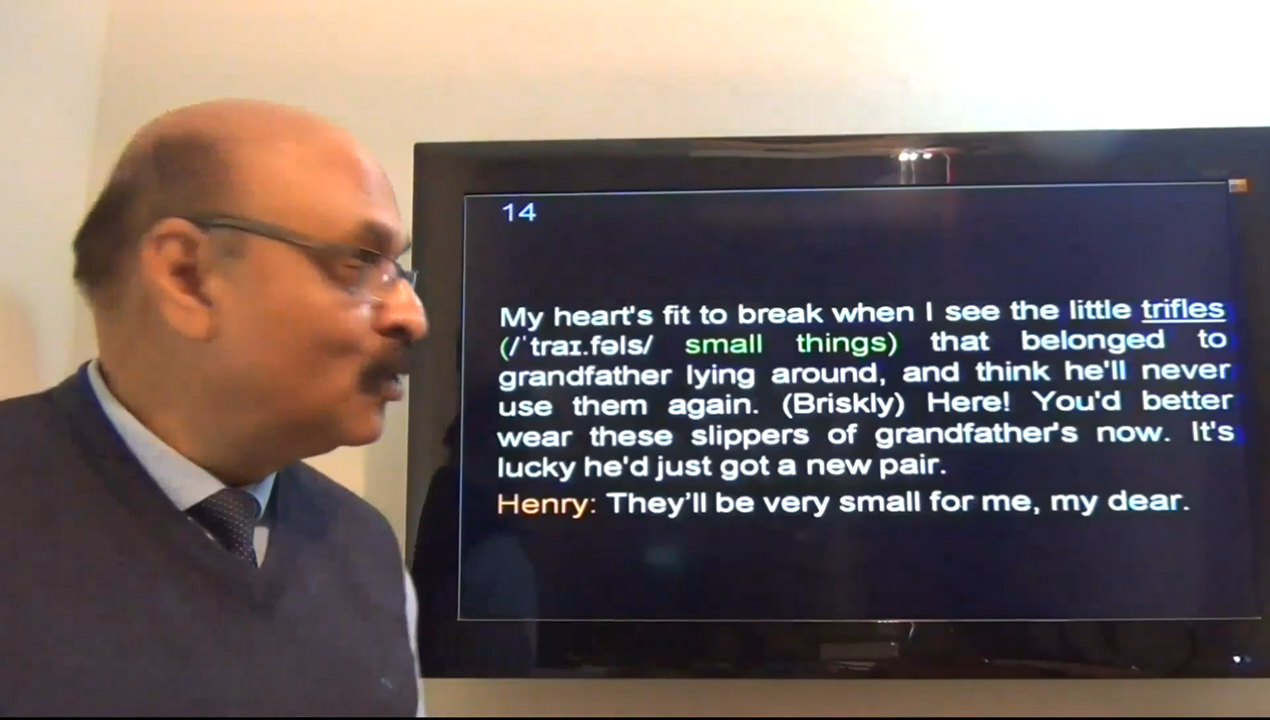 14
My heart's fit to break when I see the little trifles
(/ˈtraɪ.fəls/ small things) that belonged to
grandfather lying around, and think he'll never
use them again. (Briskly) Here! You'd better
wear these slippers of grandfather's now. It's
lucky he'd just got a new pair.
Henry: They'll be very small for me, my dear.